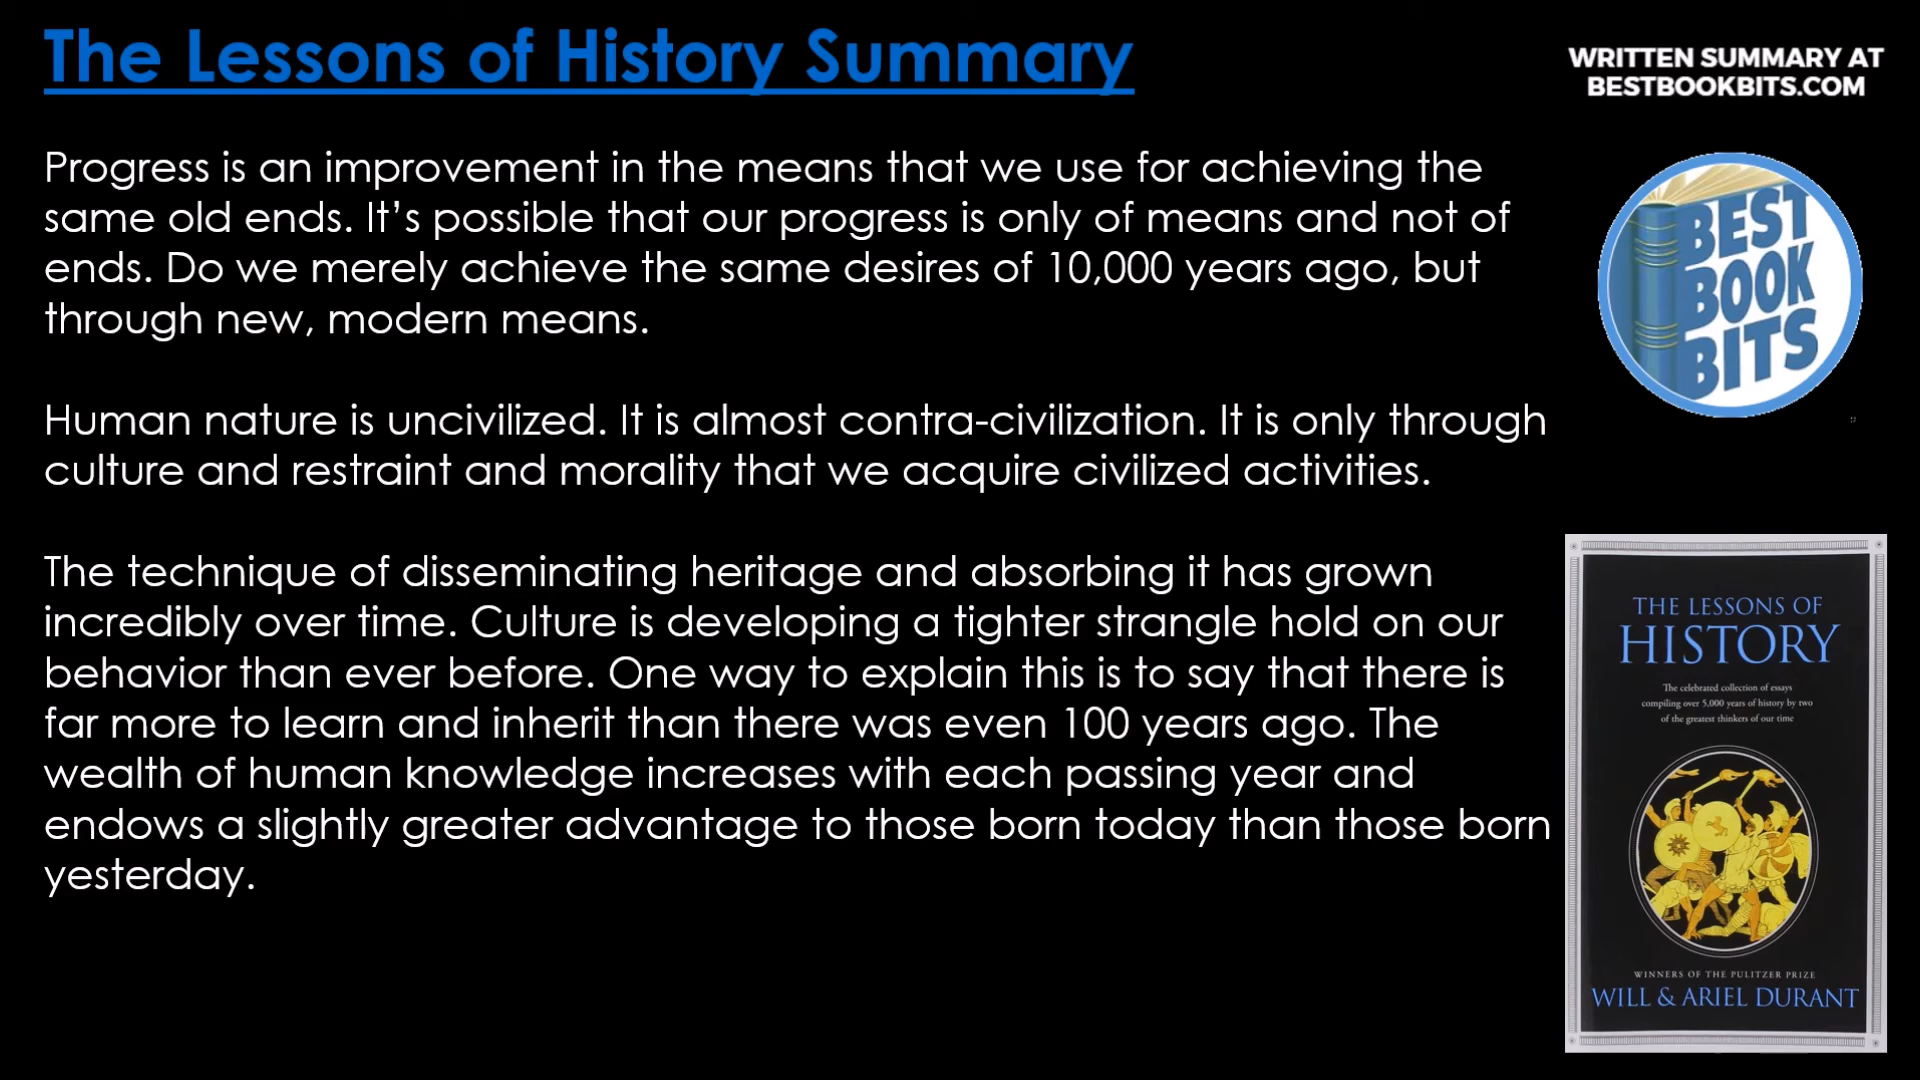 The Lessons of History Summary
WRITTEN SUMMARY AT
BESTBOOKBITS.COM
Progress is an improvement in the means that we use for achieving the
same old ends. It’s possible that our progress is only of means and not of
ends. Do we merely achieve the same desires of 10,000 years ago, but
through new, modern means.
Human nature is uncivilized. It is almost contra-civilization. It is only through
culture and restraint and morality that we acquire civilized activities.
The technique of disseminating heritage and absorbing it has grown
incredibly over time. Culture is developing a tighter strangle hold on our
behavior than ever before. One way to explain this is to say that there is
far more to learn and inherit than there was even 100 years ago. The
wealth of human knowledge increases with each passing year and
endows a slightly greater advantage to those born today than those born
yesterday.
BEST
BOOK
BITS
THE LESSONS OF
HISTORY
The celebrated collection of essays
compiling over 5,000 years of history by two
of the greatest thinkers of our time
WINNERS OF THE PULITZER PRIZE
WILL & ARIEL DURANT